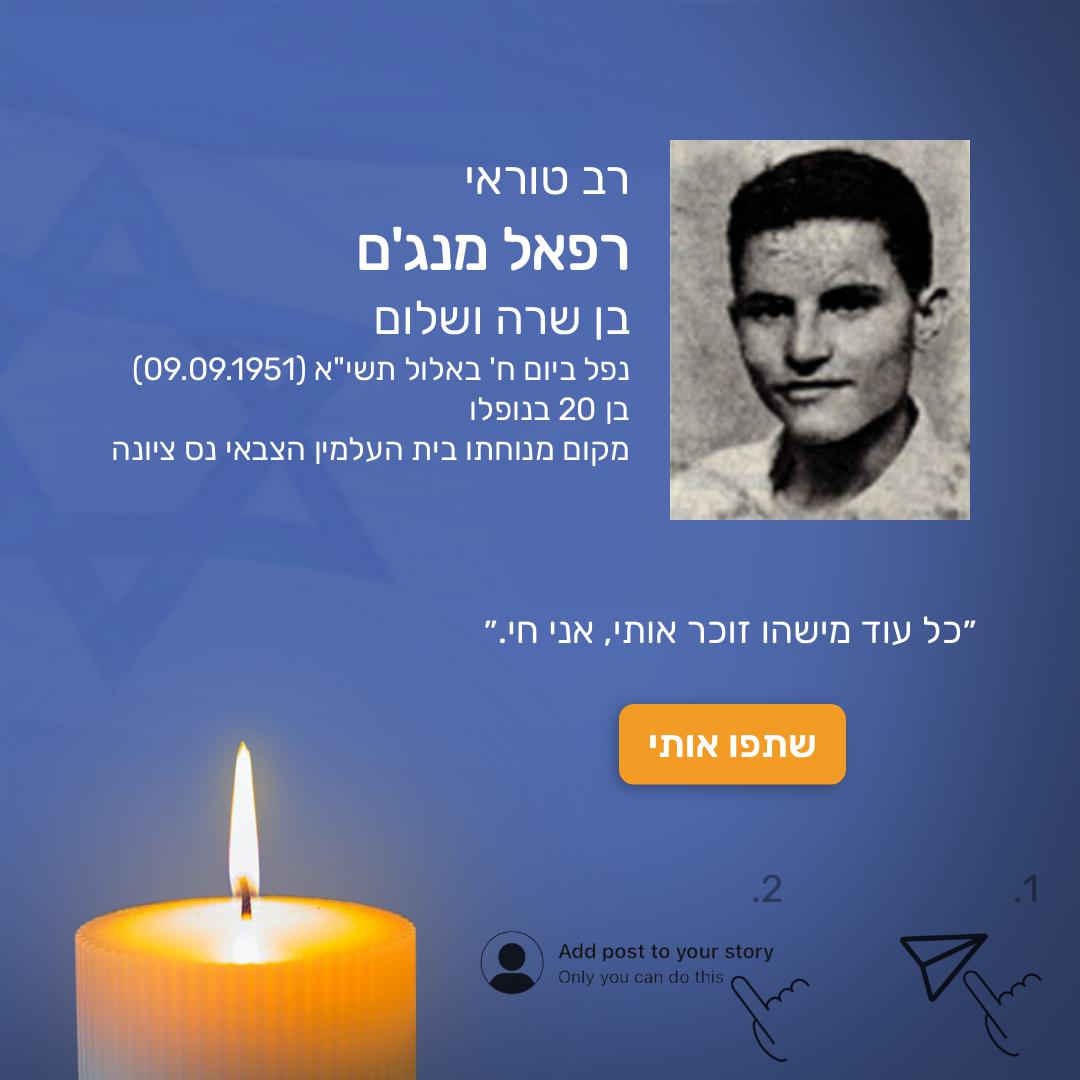 רב טוראי
רפאל מנג'ם
בן שרה ושלום
נפל ביום ח' באלול תשי"א (09.09.1951)
בן 20 בנופלו
מקום מנוחתו בית העלמין הצבאי נס ציונה
״כל עוד מישהו זוכר אותי, אני חי.״
שתפו אותי
.1
.2
Add post to your story
Only you can do this